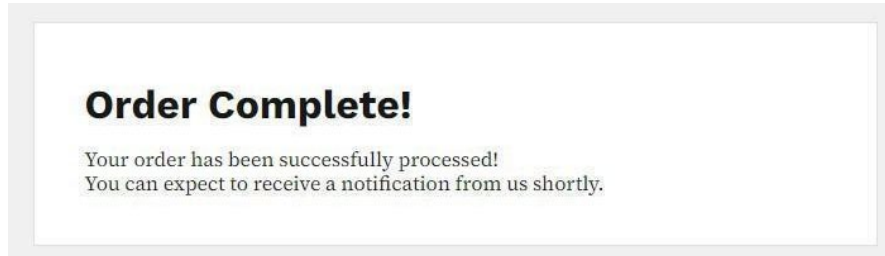 Order Complete!
Your order has been successfully processed!
You can expect to receive a notification from us shortly.